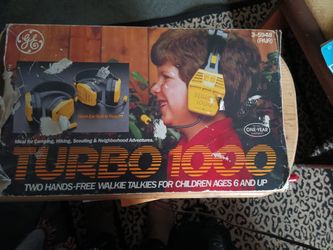 GE
3-5948
(PAIR)
Ideal for Camping, Hiking, Scouting & Neighborhood Adventures.
ONE-YEAR
TURBO 1000
TWO HANDS-FREE WALKIE TALKIES FOR CHILDREN AGES 6 AND UP